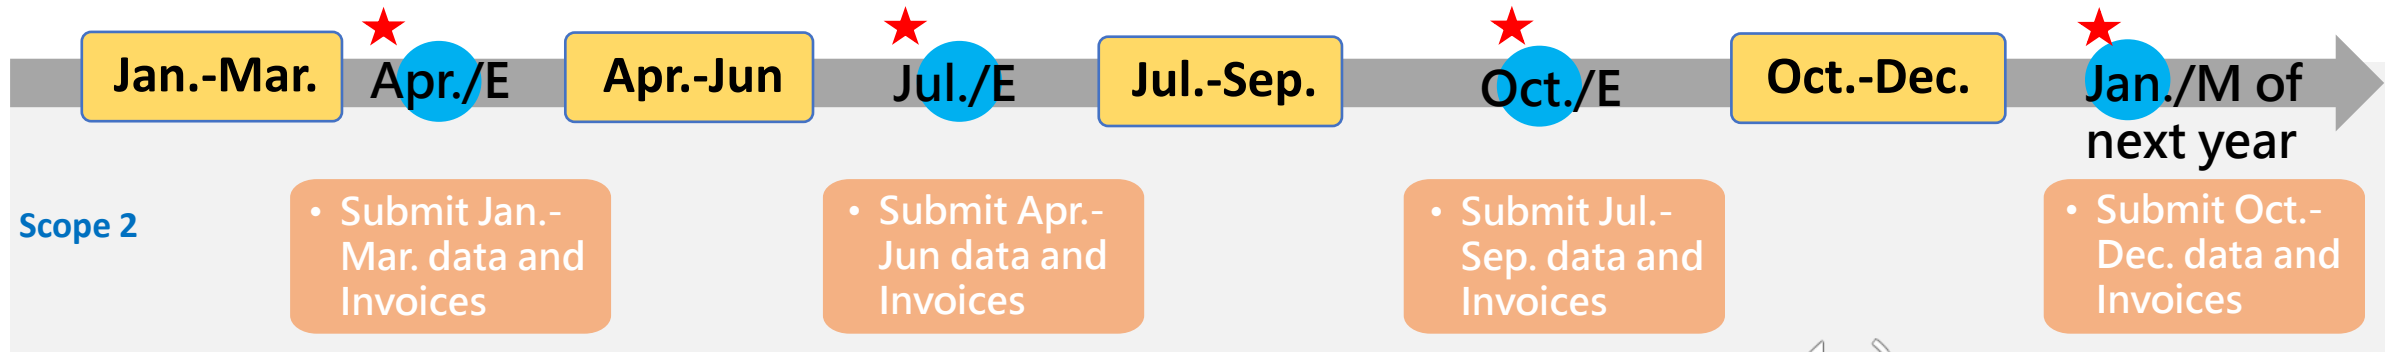 Jan.-Mar.
Apr./E
Apr.-Jun
Jul./E
Jul.-Sep.
Oct./E
Oct.-Dec.
Jan./M of
next year
Scope 2
• Submit Jan.-
Mar. data and
Invoices
• Submit Apr.-
Jun data and
Invoices
• Submit Jul.-
Sep. data and
Invoices
• Submit Oct.-
Dec. data and
Invoices